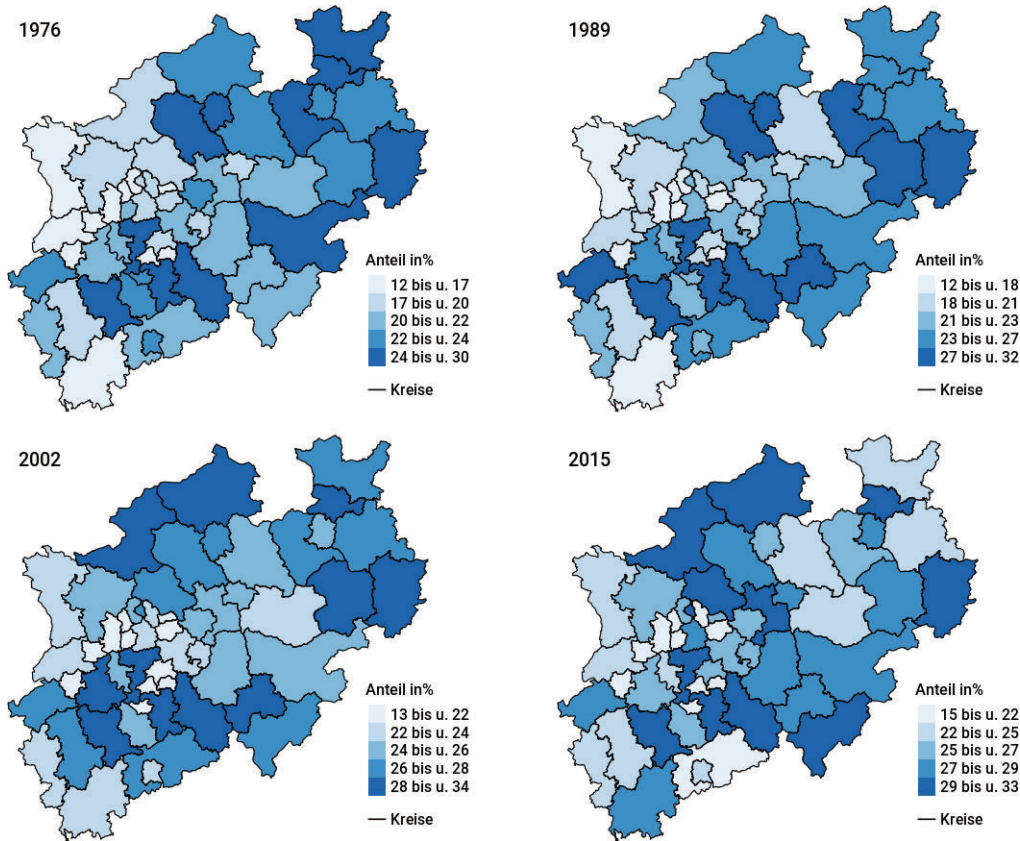 1976
Anteil in%
12 bis u. 17
17 bis u. 20
20 bis u. 22
22 bis u. 24
24 bis u. 30
Kreise
1989
Anteil in%
12 bis u. 18
18 bis u. 21
21 bis u. 23
23 bis u. 27
27 bis u. 32
Kreise
2002
Anteil in%
13 bis u. 22
22 bis u. 24
24 bis u. 26
26 bis u. 28
28 bis u. 34
Kreise
2015
Anteil in%
15 bis u. 22
22 bis u. 25
25 bis u. 27
27 bis u. 29
29 bis u. 33
Kreise